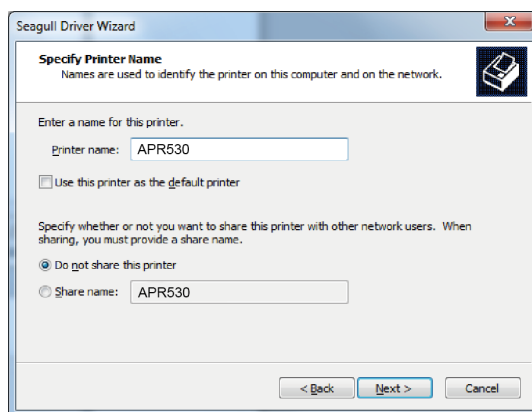 Seagull Driver Wizard
Specify Printer Name
Names are used to identify the printer on this computer and on the network.
Enter a name for this printer.
Printer name: APR530
Use this printer as the default printer
Specify whether or not you want to share this printer with other network users. When
sharing, you must provide a share name.
Do not share this printer
Share name: APR530
< Back Next > Cancel